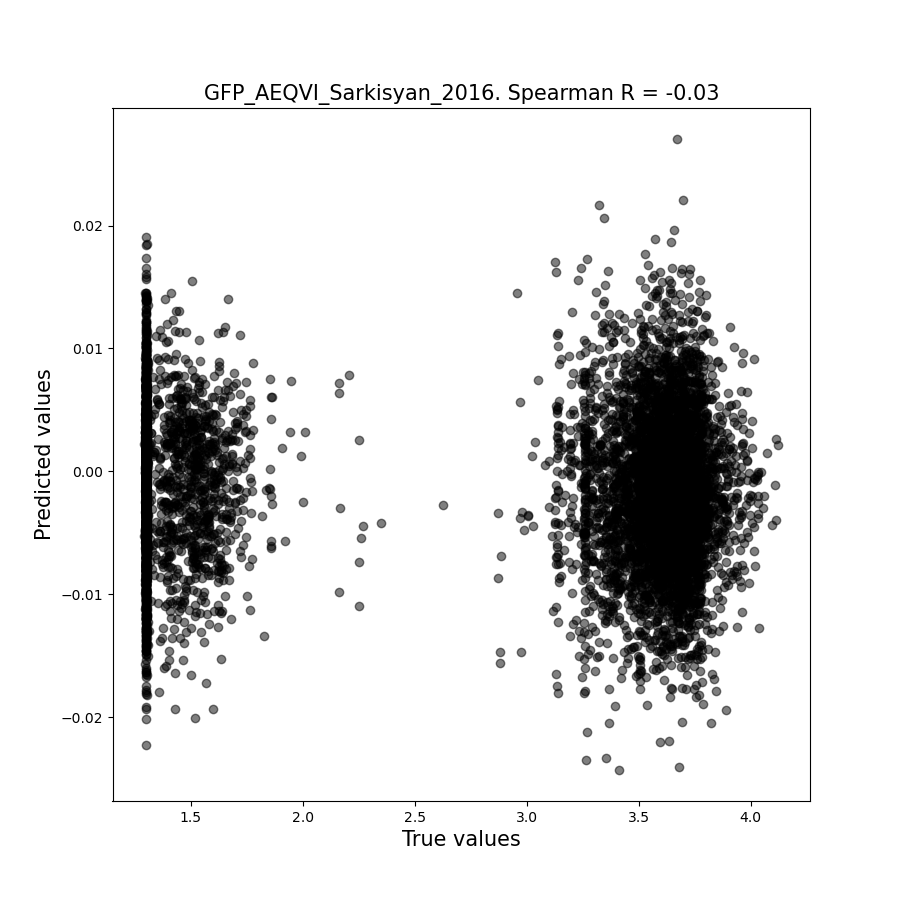 GFP_AEQVI_Sarkisyan_2016. Spearman R = -0.03
Predicted values
0.02
0.01
0.00
−0.01
−0.02
1.5 2.0 2.5 3.0 3.5 4.0
True values